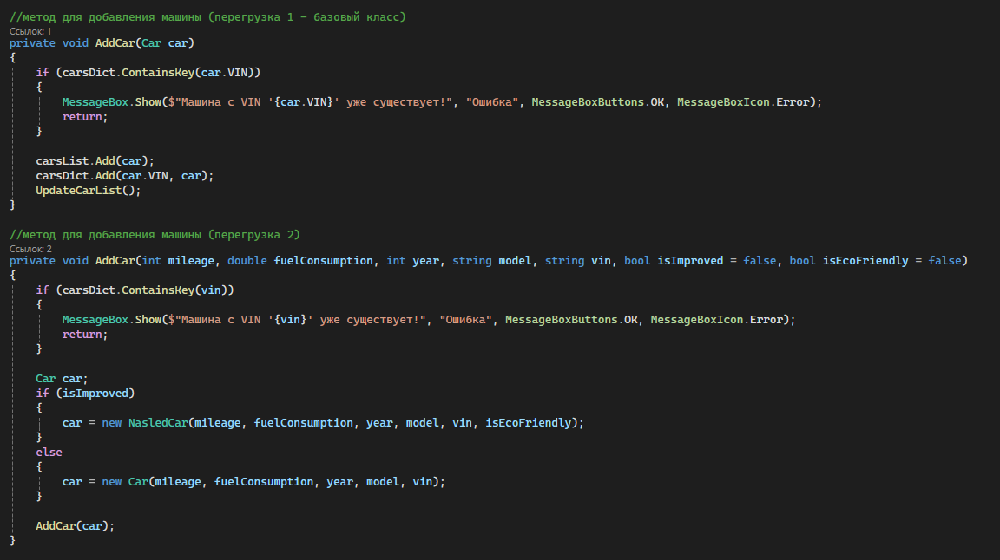 //метод для добавления машины (перегрузка 1 – базовый класс)
Ссылок: 1
private void AddCar(Car car)
{
    if (carsDict.ContainsKey(car.VIN))
    {
        MessageBox.Show($"Машина с VIN '{car.VIN}' уже существует!", "Ошибка", MessageBoxButtons.OK, MessageBoxIcon.Error);
        return;
    }

    carsList.Add(car);
    carsDict.Add(car.VIN, car);
    UpdateCarList();
}

//метод для добавления машины (перегрузка 2)
Ссылок: 2
private void AddCar(int mileage, double fuelConsumption, int year, string model, string vin, bool isImproved = false, bool isEcoFriendly = false)
{
    if (carsDict.ContainsKey(vin))
    {
        MessageBox.Show($"Машина с VIN '{vin}' уже существует!", "Ошибка", MessageBoxButtons.OK, MessageBoxIcon.Error);
        return;
    }

    Car car;
    if (isImproved)
    {
        car = new NasledCar(mileage, fuelConsumption, year, model, vin, isEcoFriendly);
    }
    else
    {
        car = new Car(mileage, fuelConsumption, year, model, vin);
    }

    AddCar(car);
}